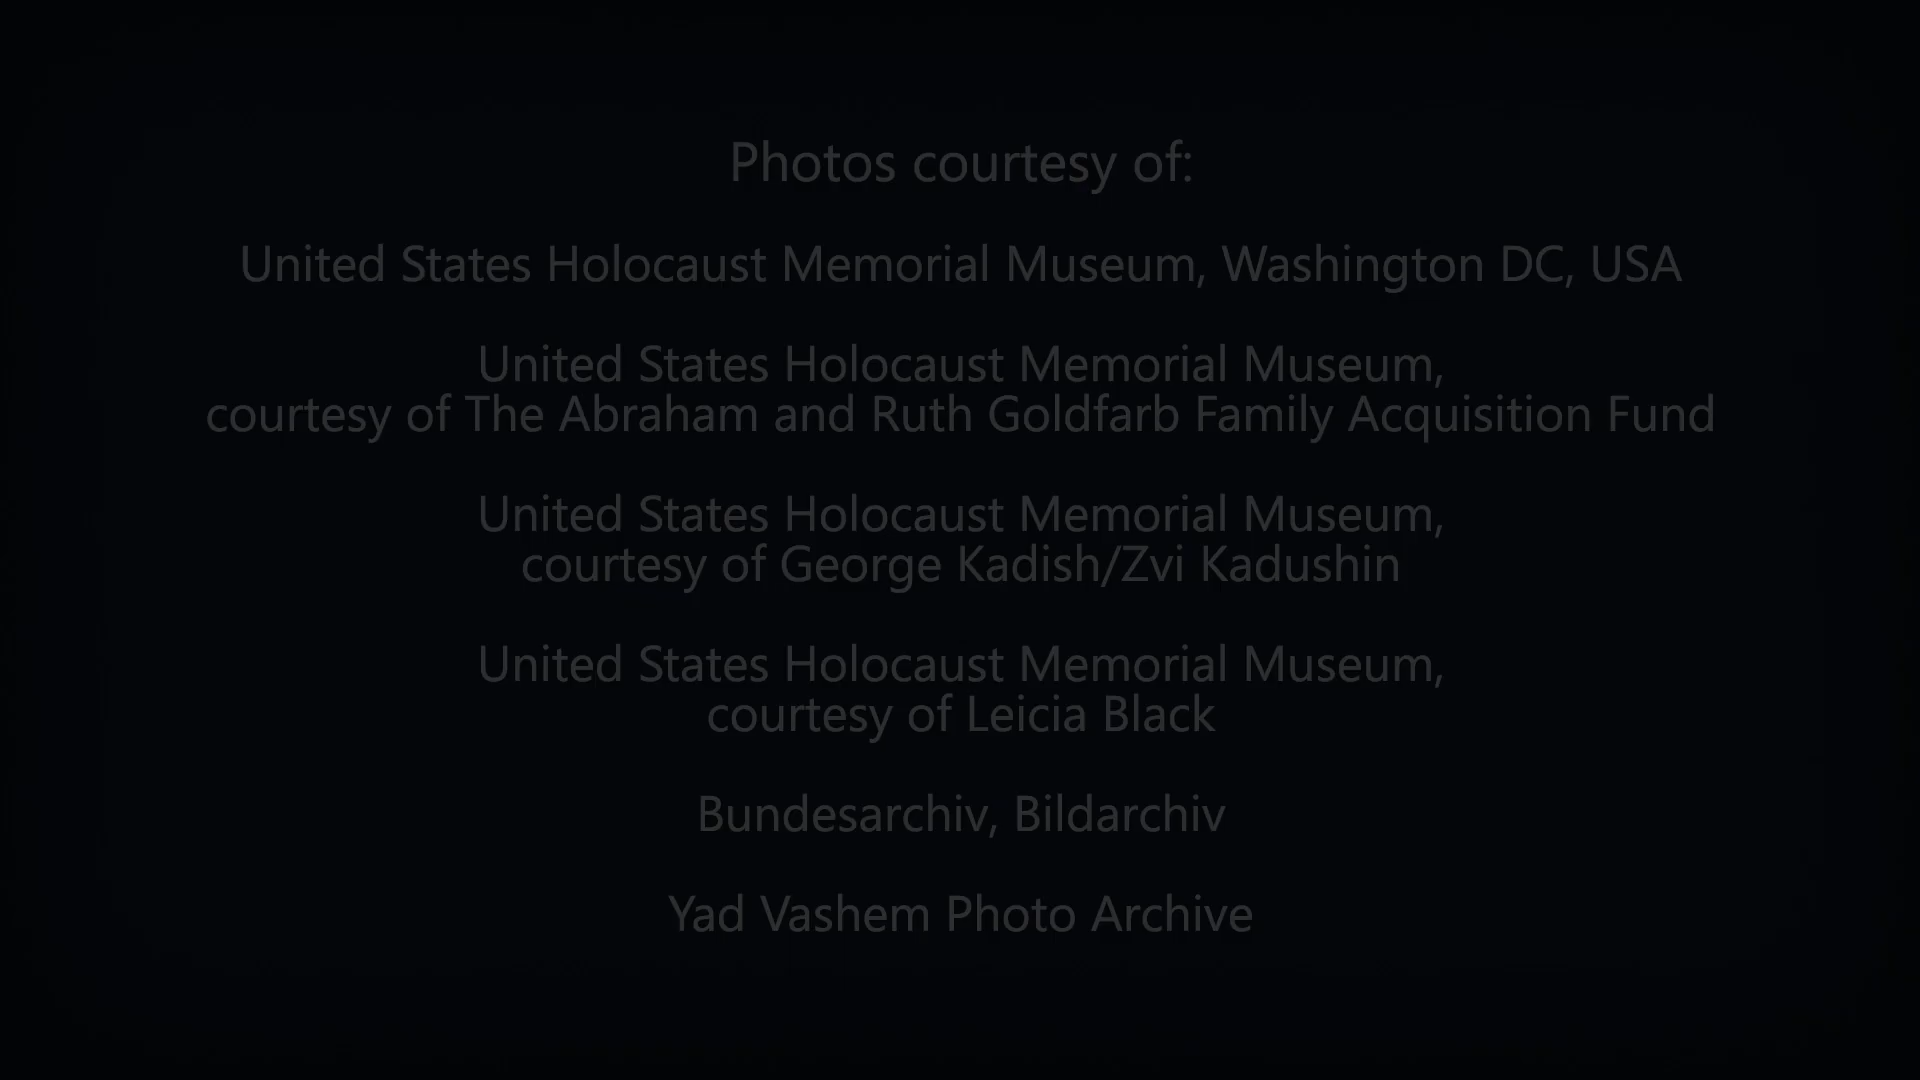 Photos courtesy of:
United States Holocaust Memorial Museum, Washington DC, USA
United States Holocaust Memorial Museum,
courtesy of The Abraham and Ruth Goldfarb Family Acquisition Fund
United States Holocaust Memorial Museum,
courtesy of George Kadish/Zvi Kadushin
United States Holocaust Memorial Museum,
courtesy of Leicia Black
Bundesarchiv, Bildarchiv
Yad Vashem Photo Archive